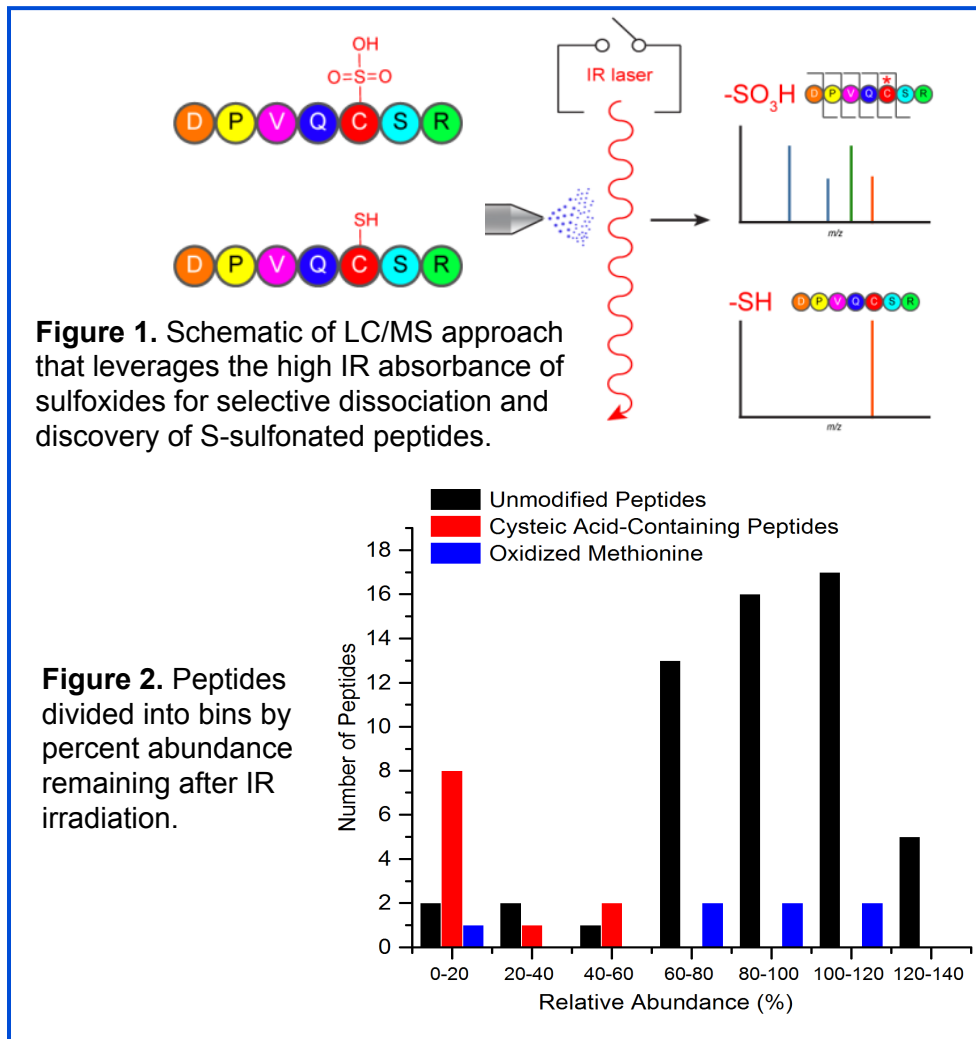 OH
O=S=O
D P V Q C S R
SH
D P V Q C S R
IR laser
-SO3H
*
D P V Q C S R
m/z
-SH
D P V Q C S R
m/z
Figure 1. Schematic of LC/MS approach
that leverages the high IR absorbance of
sulfoxides for selective dissociation and
discovery of S-sulfonated peptides.
Unmodified Peptides
Cysteic Acid-Containing Peptides
Oxidized Methionine
Number of Peptides
18
16
14
12
10
8
6
4
2
0
0-20 20-40 40-60 60-80 80-100 100-120 120-140
Relative Abundance (%)
Figure 2. Peptides
divided into bins by
percent abundance
remaining after IR
irradiation.